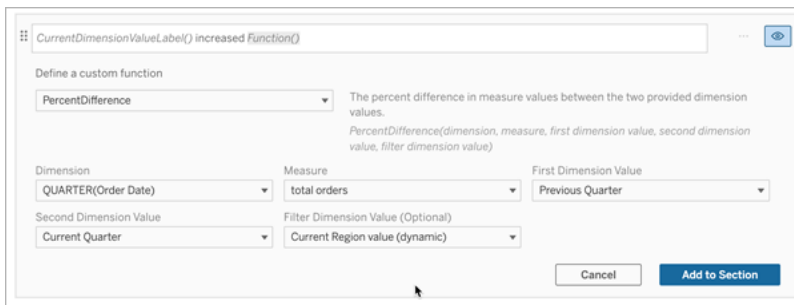 CurrentDimensionValueLabel() increased Function()
Define a custom function
PercentDifference
The percent difference in measure values between the two provided dimension
values.
PercentDifference(dimension, measure, first dimension value, second dimension
value, filter dimension value)
Dimension
Measure
First Dimension Value
QUARTER(Order Date)
total orders
Previous Quarter
Second Dimension Value
Filter Dimension Value (Optional)
Current Quarter
Current Region value (dynamic)
Cancel
Add to Section